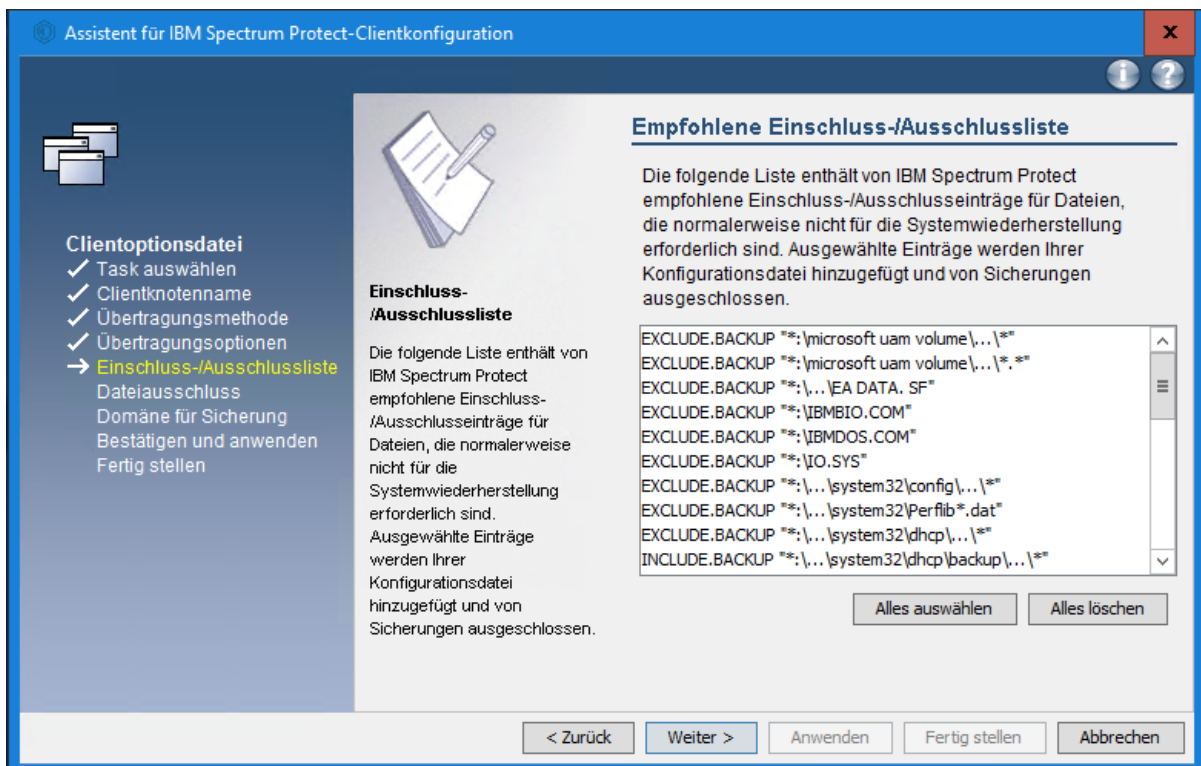 Assistent für IBM Spectrum Protect-Clientkonfiguration
x
i ?
Clientoptionsdatei
Task auswählen
Clientknotenname
Übertragungsmethode
Übertragungsoptionen
Einschluss-/Ausschlussliste
Dateiausschluss
Domäne für Sicherung
Bestätigen und anwenden
Fertig stellen
Einschluss-
/Ausschlussliste
Die folgende Liste enthält von
IBM Spectrum Protect
empfohlene Einschluss-
/Ausschlusseinträge für
Dateien, die normalerweise
nicht für die
Systemwiederherstellung
erforderlich sind.
Ausgewählte Einträge
werden Ihrer
Konfigurationsdatei
hinzugefügt und von
Sicherungen ausgeschlossen.
Empfohlene Einschluss-/Ausschlussliste
Die folgende Liste enthält von IBM Spectrum Protect
empfohlene Einschluss-/Ausschlusseinträge für Dateien,
die normalerweise nicht für die Systemwiederherstellung
erforderlich sind. Ausgewählte Einträge werden Ihrer
Konfigurationsdatei hinzugefügt und von Sicherungen
ausgeschlossen.
EXCLUDE.BACKUP "*:\microsoft uam volume\...\*"
EXCLUDE.BACKUP "*:\microsoft uam volume\...\*.*"
EXCLUDE.BACKUP "*:\...\EA DATA. SF"
EXCLUDE.BACKUP "*:\IBMBIO.COM"
EXCLUDE.BACKUP "*:\IBMDOS.COM"
EXCLUDE.BACKUP "*:\IO.SYS"
EXCLUDE.BACKUP "*:\...\system32\config\...\*"
EXCLUDE.BACKUP "*:\...\system32\Perflib*.dat"
EXCLUDE.BACKUP "*:\...\system32\dhcp\...\*"
INCLUDE.BACKUP "*:\...\system32\dhcp\backup\...\*"
Alles auswählen
Alles löschen
< Zurück
Weiter >
Anwenden
Fertig stellen
Abbrechen